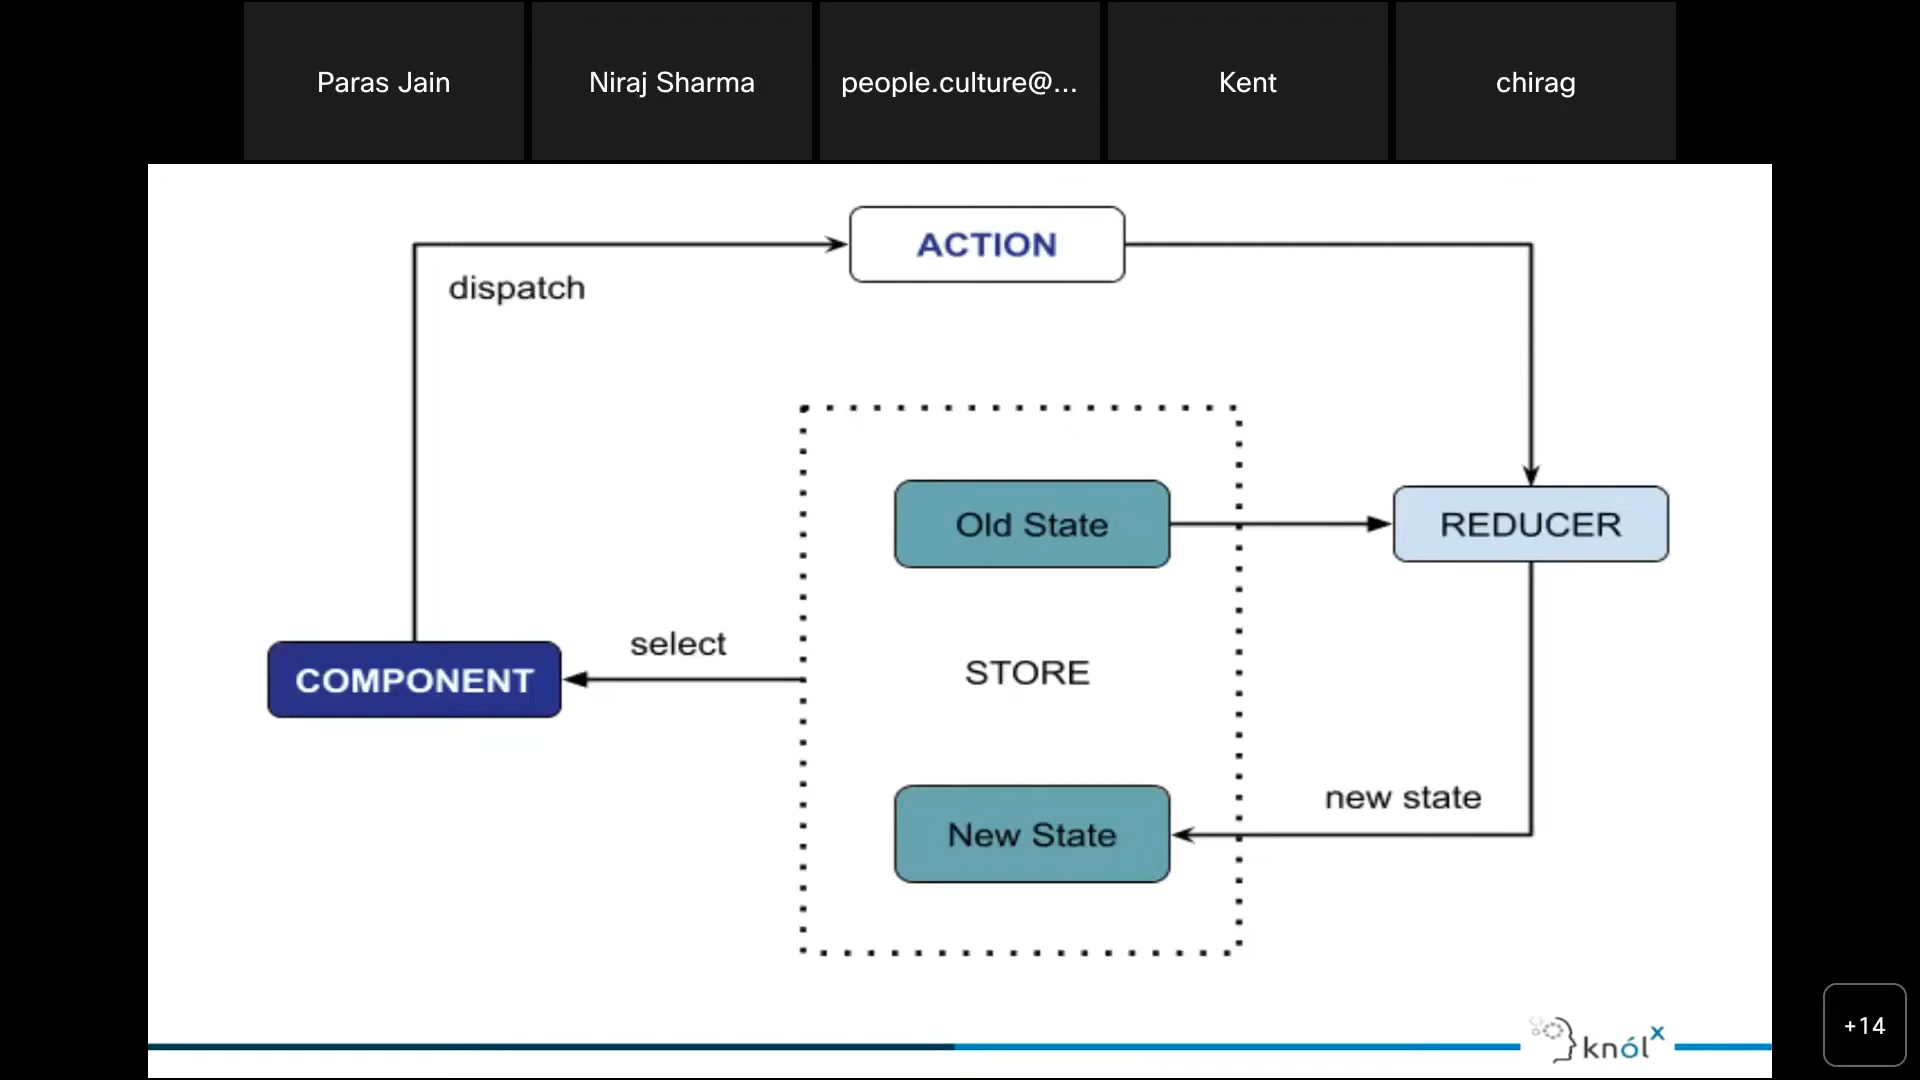 Paras Jain
Niraj Sharma
people.culture@...
Kent
chirag
ACTION
dispatch
Old State
REDUCER
select
STORE
COMPONENT
new state
New State
knólx
+14